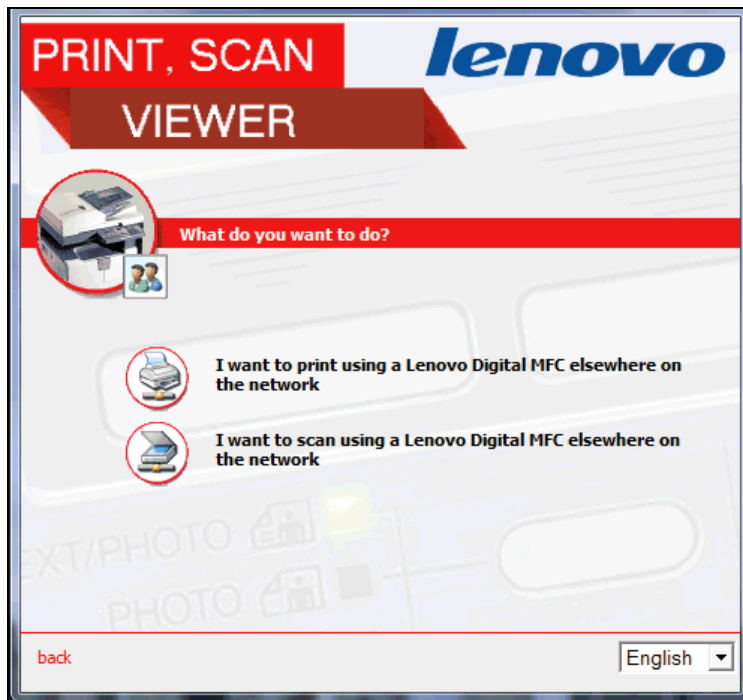 PRINT, SCAN
lenovo
VIEWER
What do you want to do?
I want to print using a Lenovo Digital MFC elsewhere on
the network
I want to scan using a Lenovo Digital MFC elsewhere on
the network
EXT/PHOTO
PHOTO
back
English